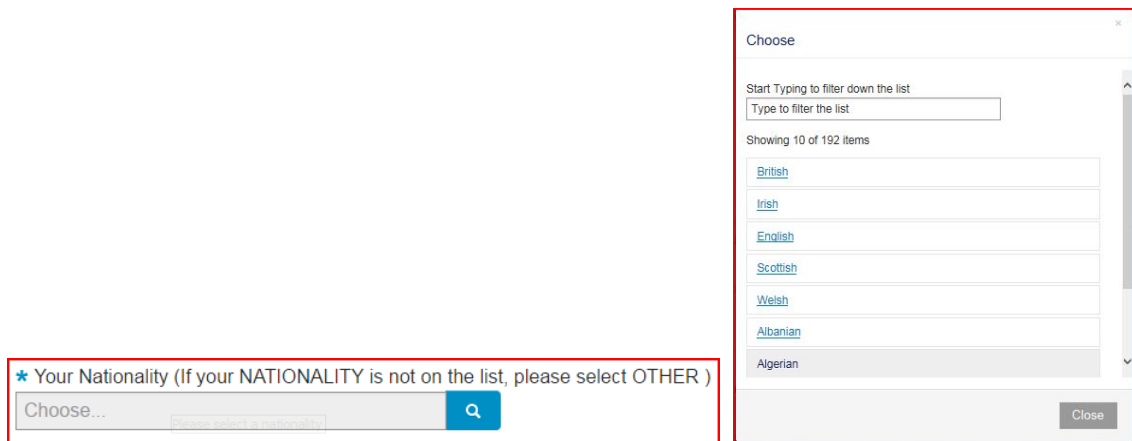 * Your Nationality (If your NATIONALITY is not on the list, please select OTHER )
Choose...
Please select a nationality
×
Choose
Start Typing to filter down the list
Type to filter the list
Showing 10 of 192 items
British
Irish
English
Scottish
Welsh
Albanian
Algerian
Close